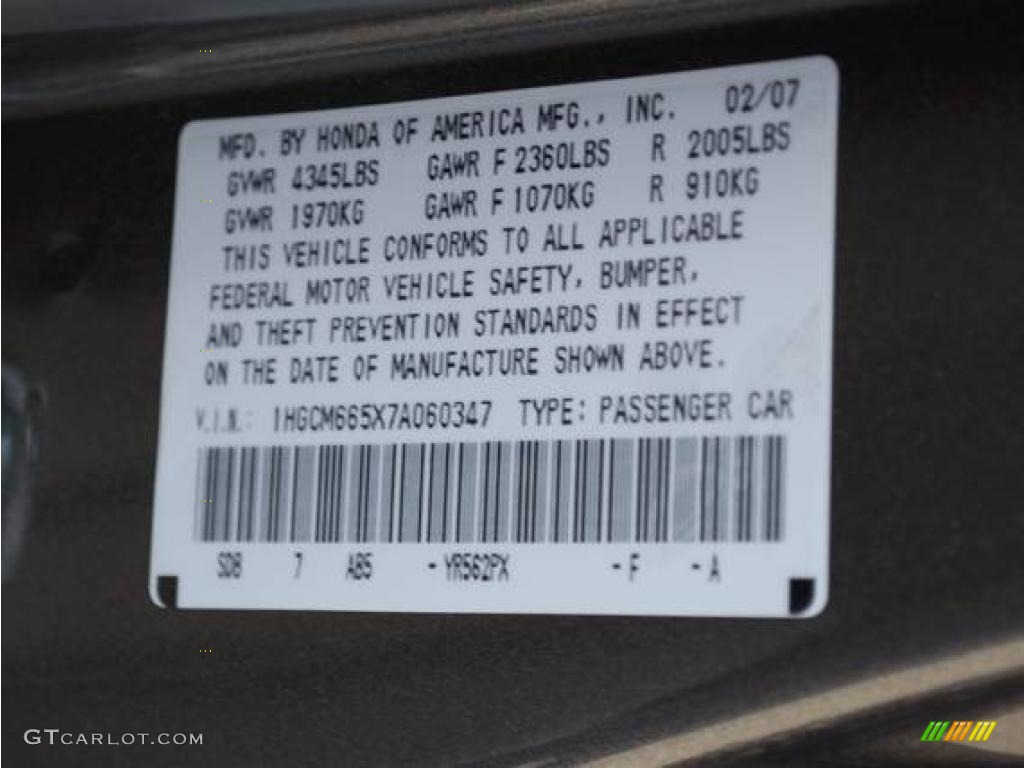 MFD. BY HONDA OF AMERICA MFG., INC. 02/07
GVWR 4345LBS GAWR F 2360LBS R 2005LBS
GVWR 1970KG GAWR F 1070KG R 910KG
THIS VEHICLE CONFORMS TO ALL APPLICABLE
FEDERAL MOTOR VEHICLE SAFETY, BUMPER,
AND THEFT PREVENTION STANDARDS IN EFFECT
ON THE DATE OF MANUFACTURE SHOWN ABOVE.
V.I.N.: 1HGCM665X7A060347 TYPE: PASSENGER CAR
SDB 7 AB5 - YR562PX - F - A
GTCARLOT.COM